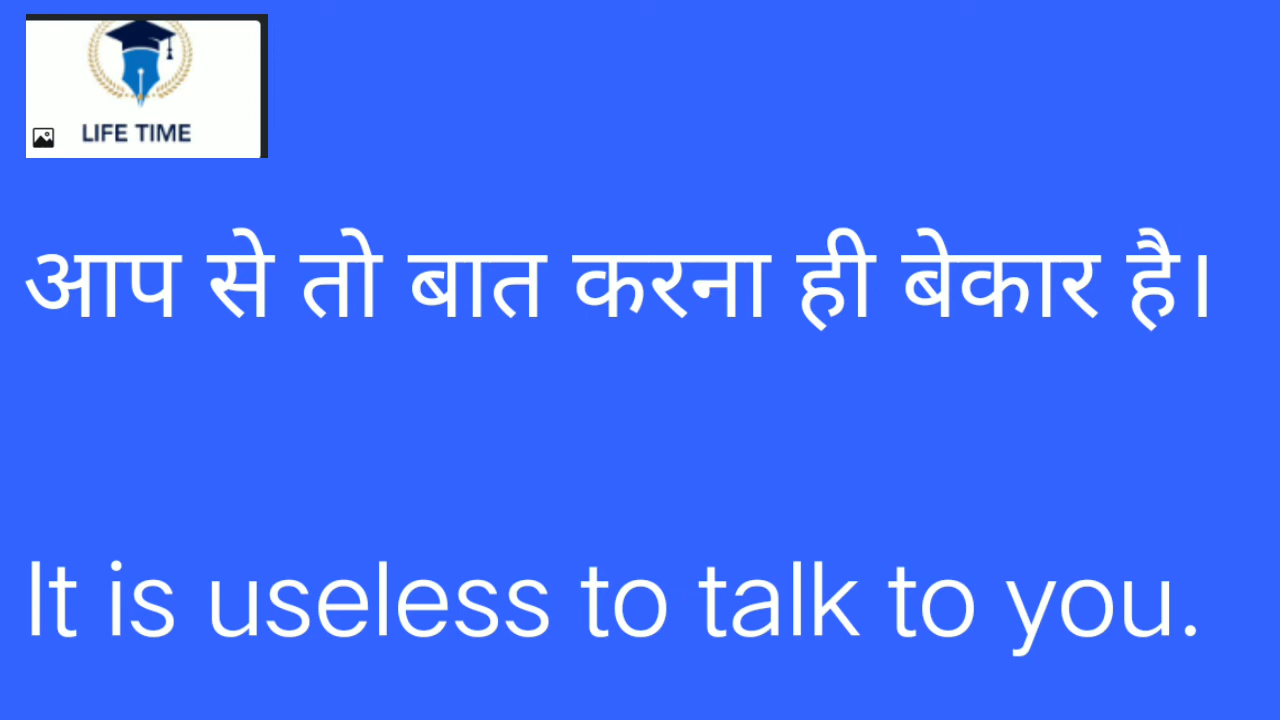 LIFE TIME
आप से तो बात करना ही बेकार है।
It is useless to talk to you.